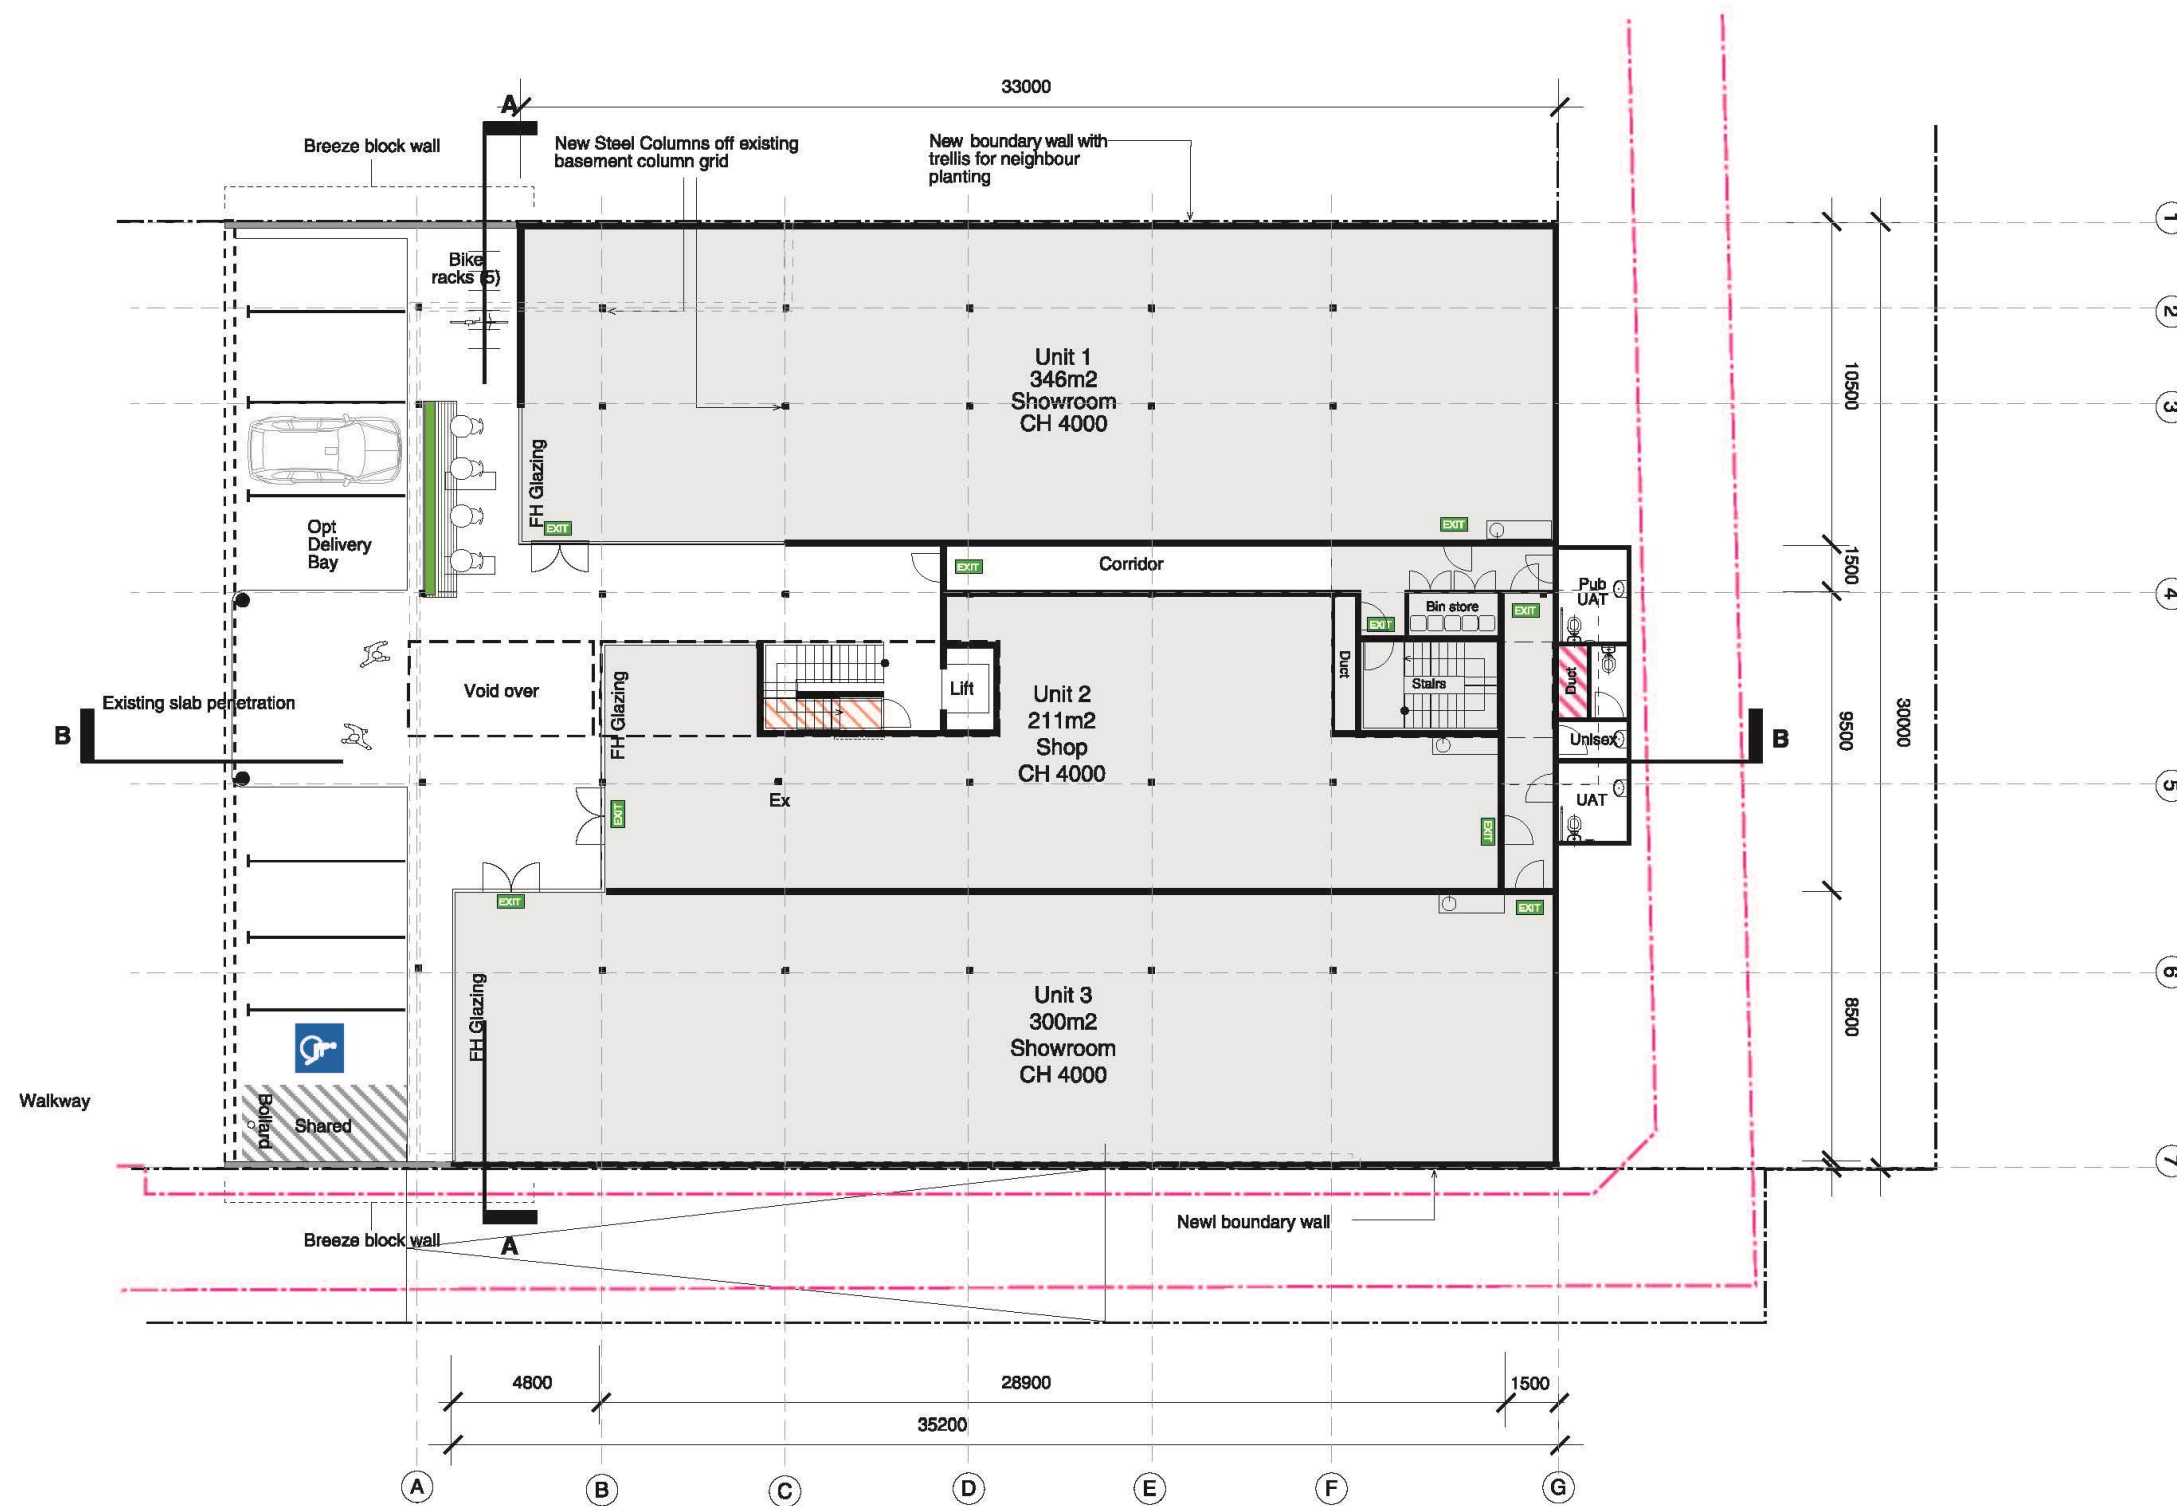 33000
A
Breeze block wall
New Steel Columns off existing
basement column grid
New boundary wall with
trellis for neighbour
planting
1
Bike
racks (5)
2
Unit 1
346m2
Showroom
CH 4000
10500
3
FH Glazing
EXIT
EXIT
Opt
Delivery
Bay
EXIT
Corridor
1500
Pub
UAT
Bin store
EXIT
EXIT
4
Void over
FH Glazing
Lift
Unit 2
211m2
Shop
CH 4000
Duct
Stairs
Duct
Existing slab penetration
B
Unisex
B
9500
30000
Ex
EXIT
EXIT
UAT
5
EXIT
EXIT
6
FH Glazing
Unit 3
300m2
Showroom
CH 4000
8500
Walkway
Bollard
Shared
7
Newl boundary wall
Breeze block wall
A
4800
28900
1500
35200
A
B
C
D
E
F
G